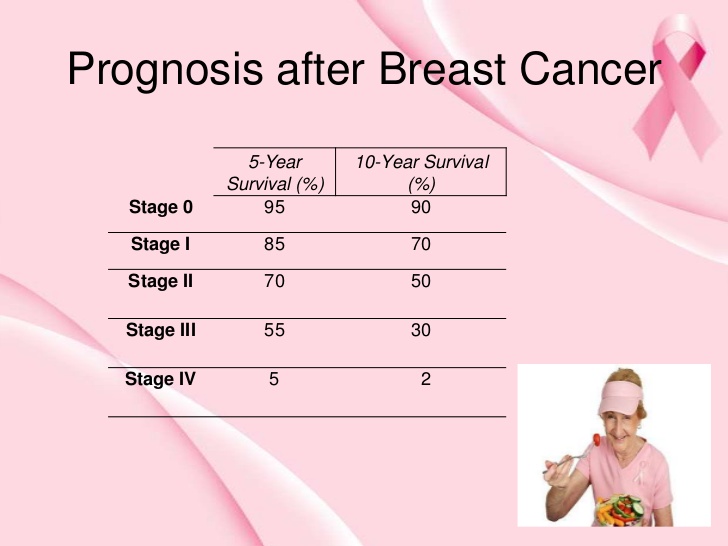 Prognosis after Breast Cancer
5-Year Survival (%) 10-Year Survival (%)
Stage 0 95 90
Stage I 85 70
Stage II 70 50
Stage III 55 30
Stage IV 5 2